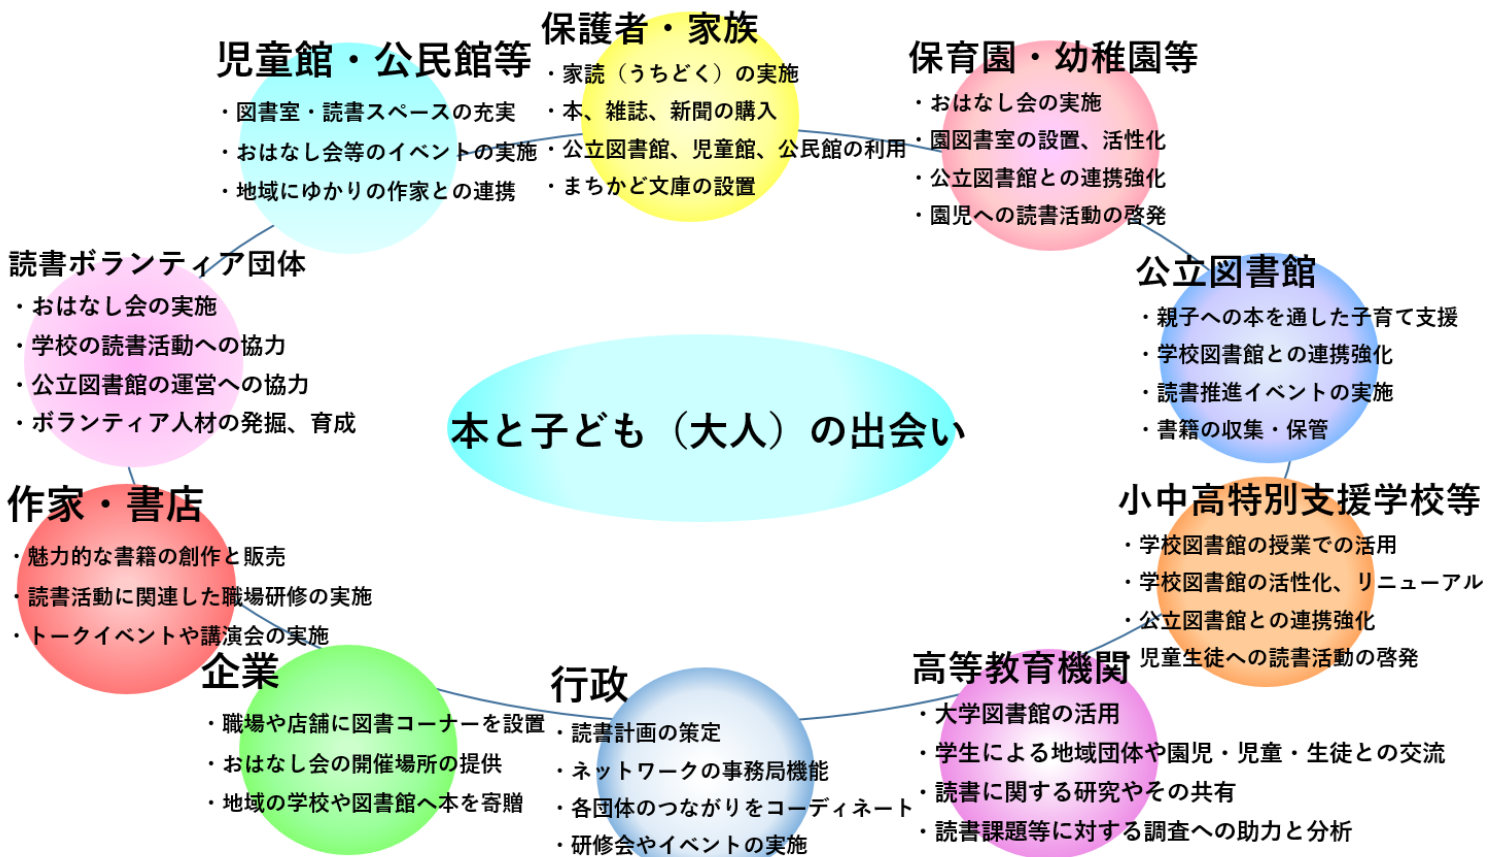 保護者・家族
・家読（うちどく）の実施
・本、雑誌、新聞の購入
・公立図書館、児童館、公民館の利用
・まちかど文庫の設置
保育園・幼稚園等
・おはなし会の実施
・園図書室の設置、活性化
・公立図書館との連携強化
・園児への読書活動の啓発
公立図書館
・親子への本を通した子育て支援
・学校図書館との連携強化
・読書推進イベントの実施
・書籍の収集・保管
小中高特別支援学校等
・学校図書館の授業での活用
・学校図書館の活性化、リニューアル
・公立図書館との連携強化
・児童生徒への読書活動の啓発
高等教育機関
・大学図書館の活用
・学生による地域団体や園児・児童・生徒との交流
・読書に関する研究やその共有
・読書課題等に対する調査への助力と分析
行政
・読書計画の策定
・ネットワークの事務局機能
・各団体のつながりをコーディネート
・研修会やイベントの実施
企業
・職場や店舗に図書コーナーを設置
・おはなし会の開催場所の提供
・地域の学校や図書館へ本を寄贈
作家・書店
・魅力的な書籍の創作と販売
・読書活動に関連した職場研修の実施
・トークイベントや講演会の実施
読書ボランティア団体
・おはなし会の実施
・学校の読書活動への協力
・公立図書館の運営への協力
・ボランティア人材の発掘、育成
児童館・公民館等
・図書室・読書スペースの充実
・おはなし会等のイベントの実施
・地域にゆかりの作家との連携
本と子ども（大人）の出会い